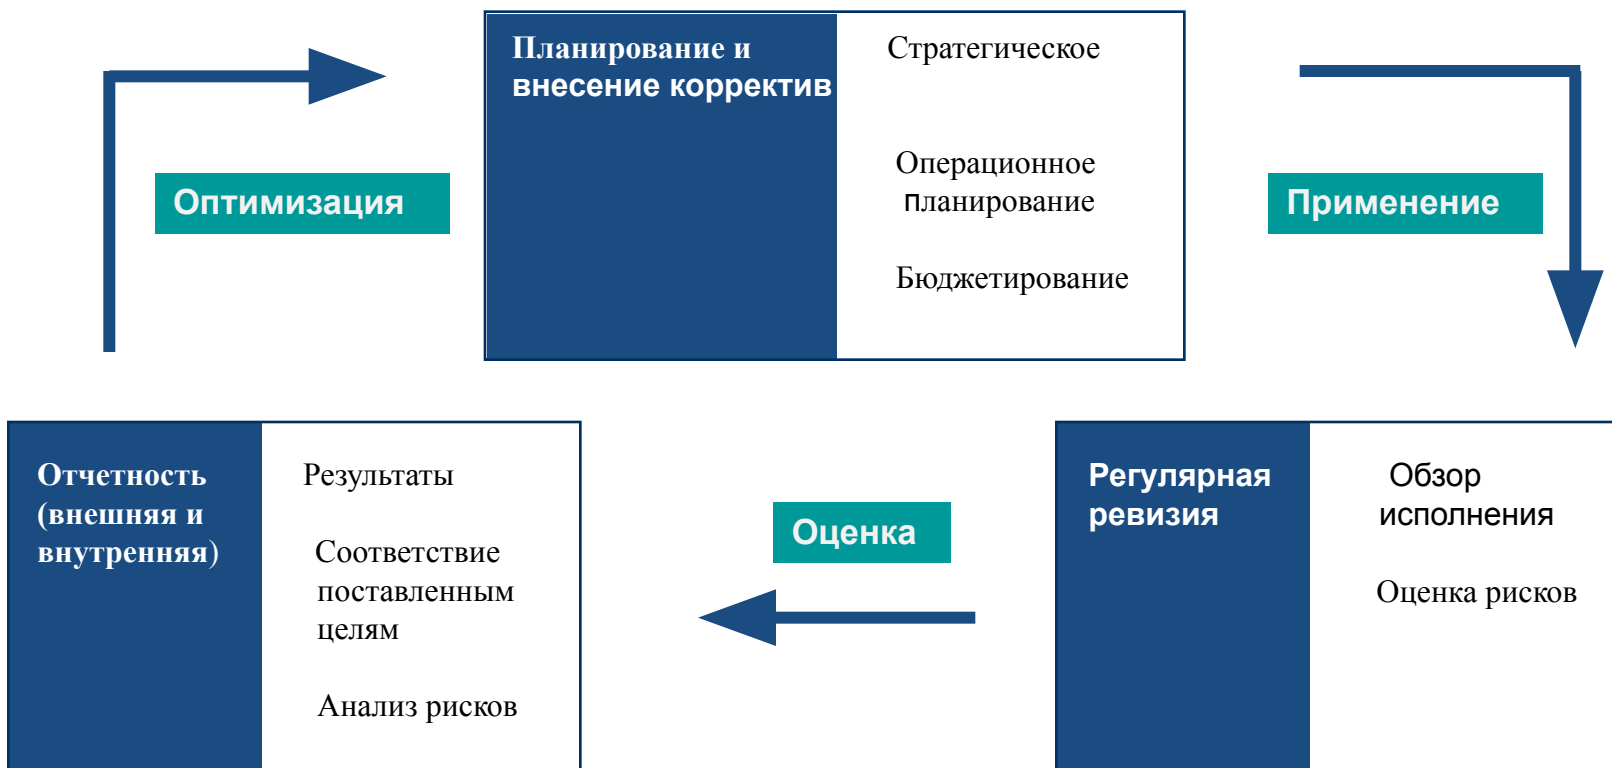 Планирование и
внесение корректив
Стратегическое
Операционное
планирование
Бюджетирование
Оптимизация
Применение
Отчетность
(внешняя и
внутренняя)
Результаты
Соответствие
поставленным
целям
Анализ рисков
Оценка
Регулярная
ревизия
Обзор
исполнения
Оценка рисков